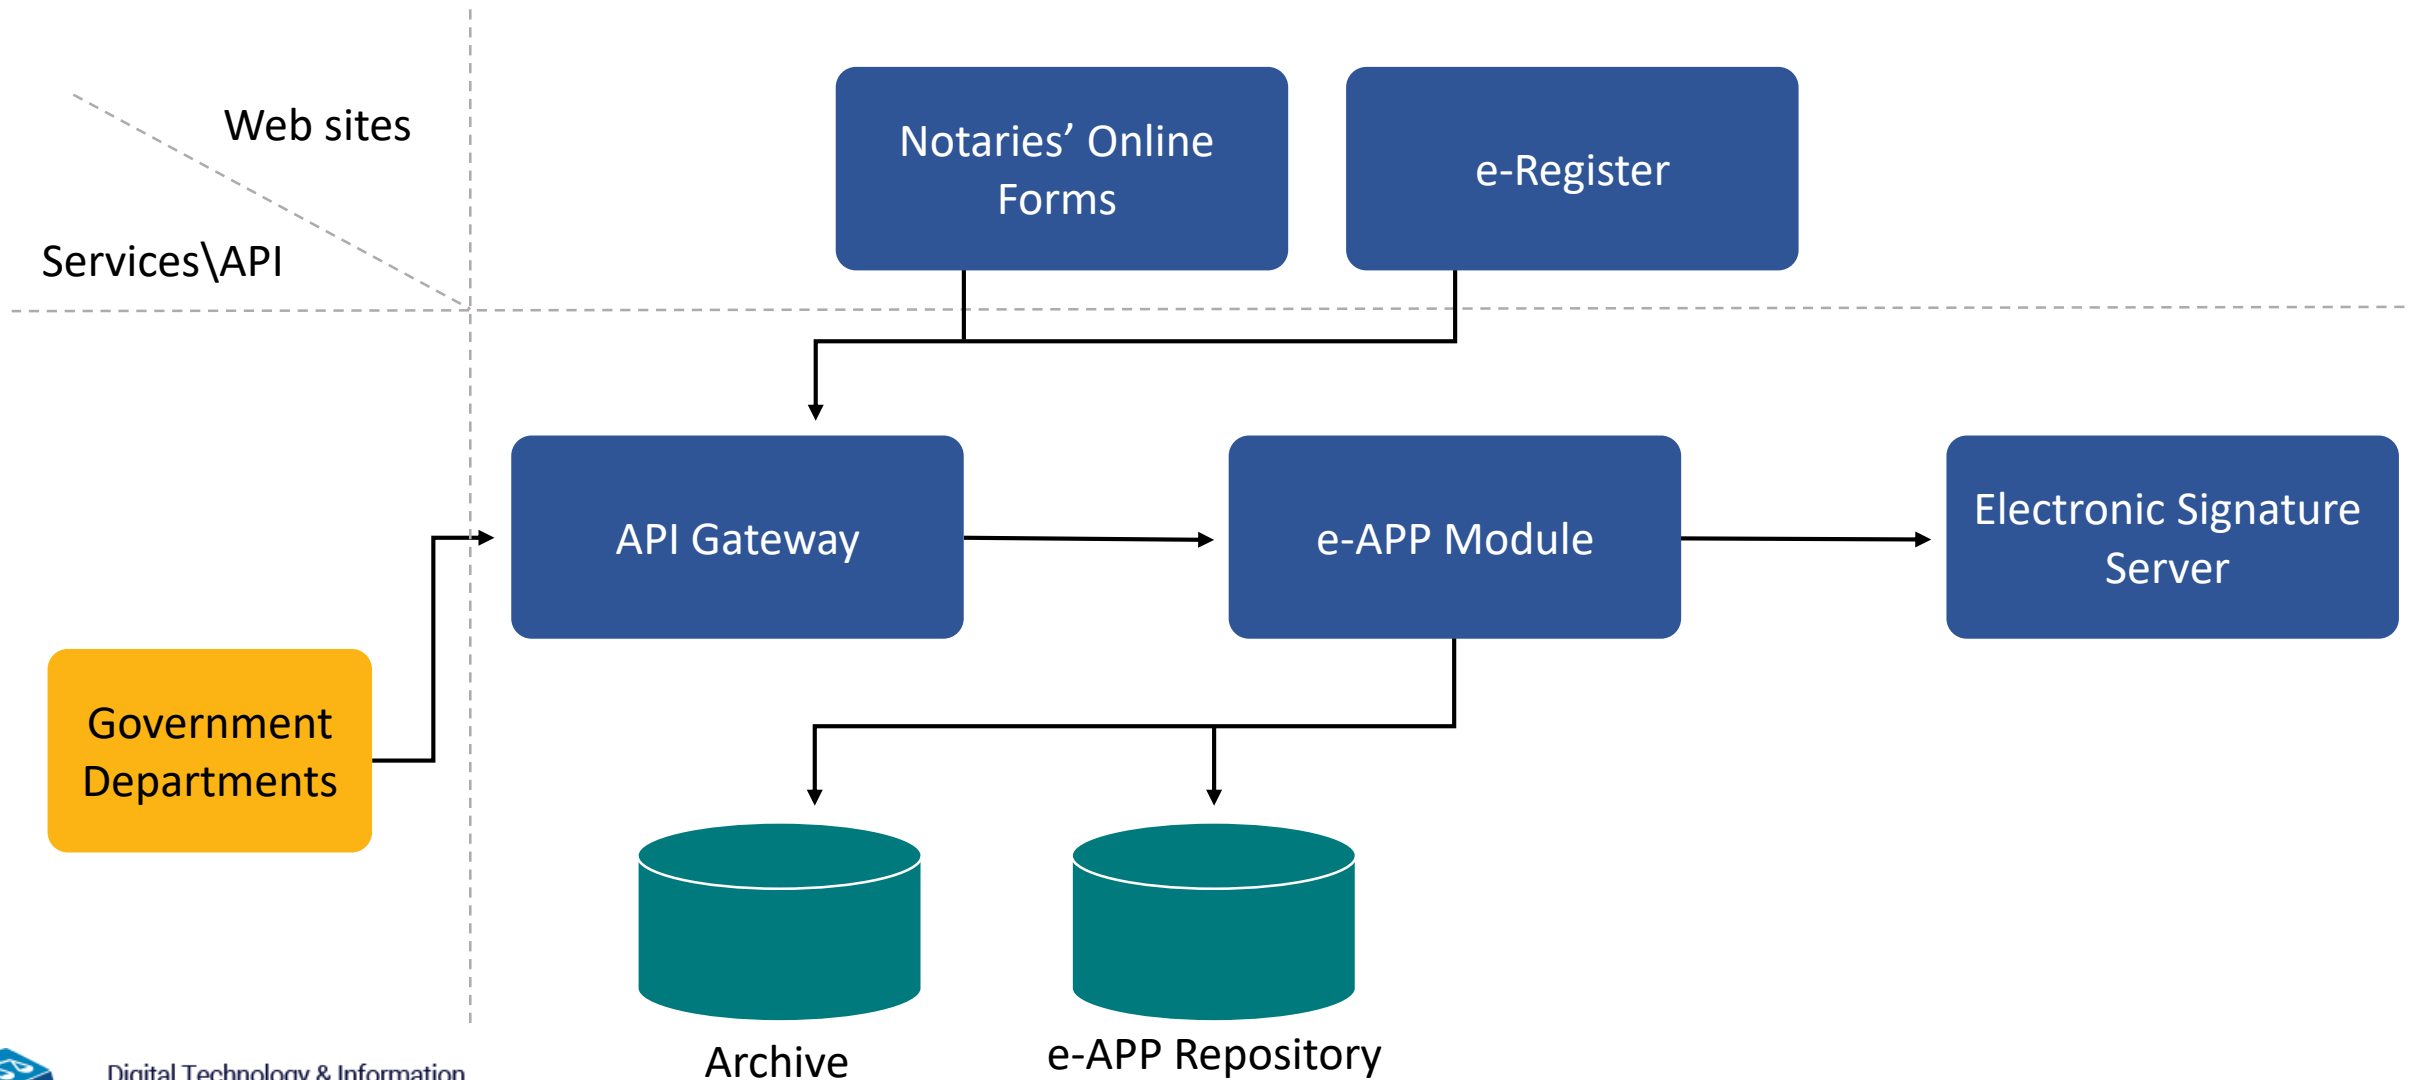 Web sites
Services\API
Notaries’ Online
Forms
e-Register
API Gateway
e-APP Module
Electronic Signature
Server
Government
Departments
Archive
e-APP Repository
Digital Technology & Information